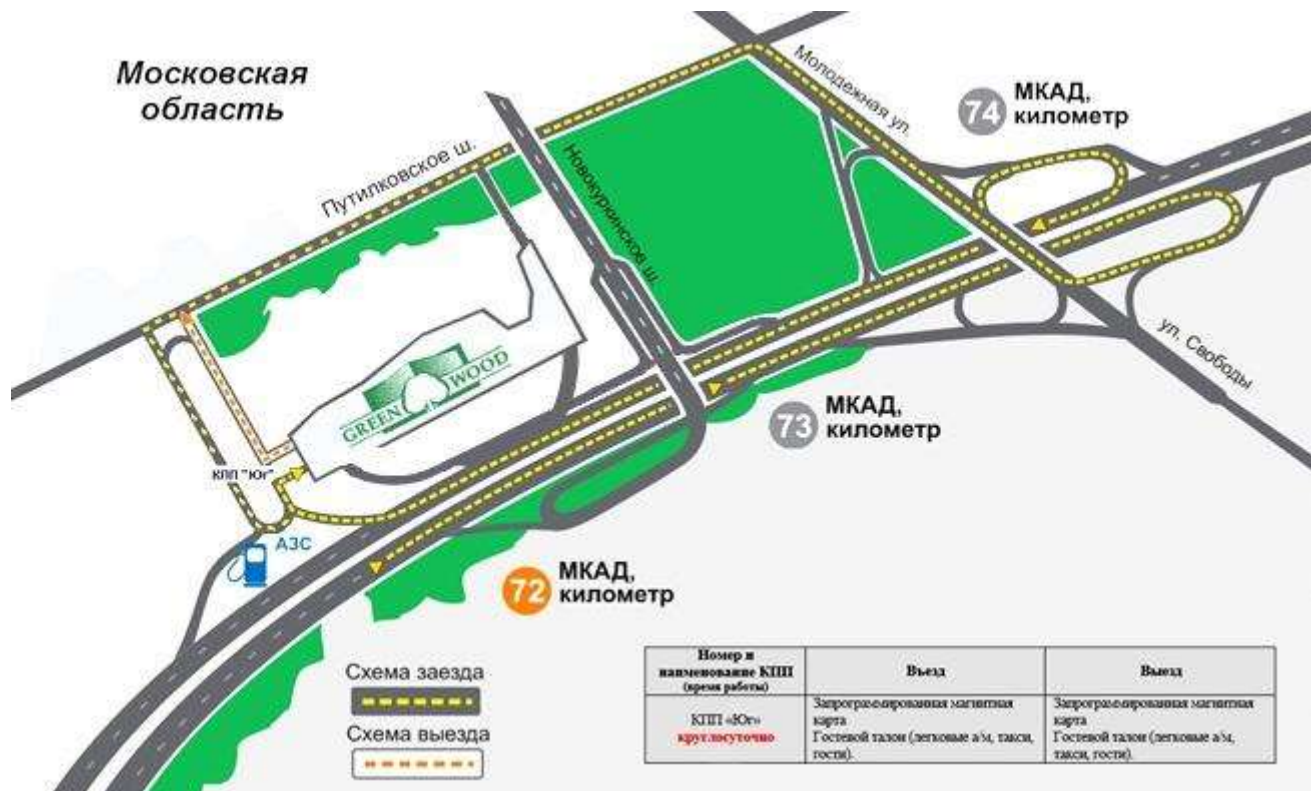 Московская
область
Путилковское ш.
Новокуркинское ш.
Молодежная ул.
74
МКАД,
километр
ул. Свободы
GREEN WOOD
73
МКАД,
километр
КПП "Юг"
АЗС
72
МКАД,
километр
Схема заезда
Схема выезда
Номер и
наименование КПП
(время работы)
Въезд
Выезд
КПП «Юг»
круглосуточно
Запрограммированная магнитная
карта
Гостевой талон (легковые а/м, такси,
гости).
Запрограммированная магнитная
карта
Гостевой талон (легковые а/м,
такси, гости).